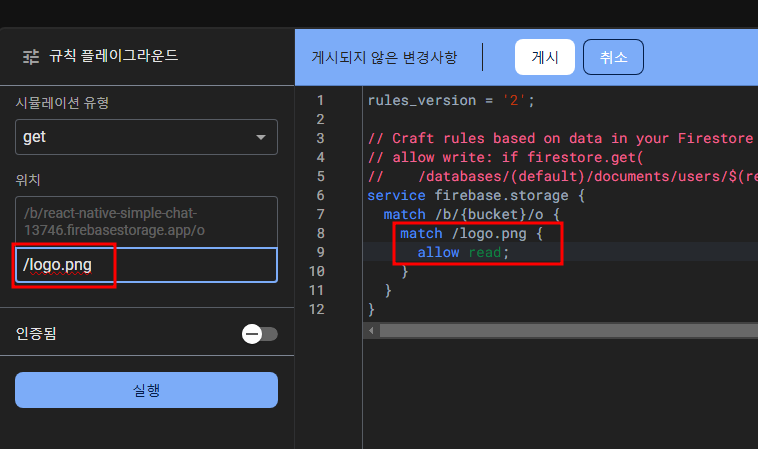 규칙 플레이그라운드
시뮬레이션 유형
get
위치
/b/react-native-simple-chat-
13746.firebasestorage.app/o
/logo.png
인증됨
실행
게시되지 않은 변경사항
게시
취소
1 rules_version = '2';
2
3 // Craft rules based on data in your Firestore
4 // allow write: if firestore.get(
5 //    /databases/(default)/documents/users/$(re
6 service firebase.storage {
7   match /b/{bucket}/o {
8     match /logo.png {
9       allow read;
10     }
11   }
12 }